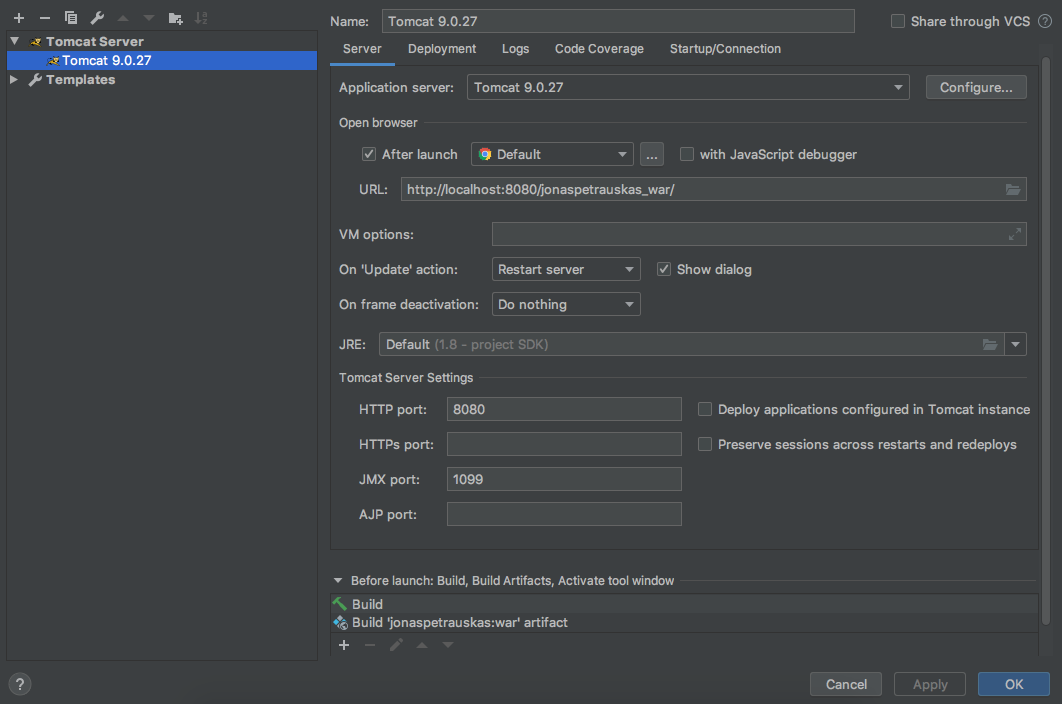 Name: Tomcat 9.0.27 Share through VCS ?
Tomcat Server
Tomcat 9.0.27
Templates
Server Deployment Logs Code Coverage Startup/Connection
Application server: Tomcat 9.0.27 Configure...
Open browser
After launch Default ... with JavaScript debugger
URL: http://localhost:8080/jonaspetrauskas_war/
VM options:
On 'Update' action: Restart server Show dialog
On frame deactivation: Do nothing
JRE: Default (1.8 - project SDK)
Tomcat Server Settings
HTTP port: 8080 Deploy applications configured in Tomcat instance
HTTPs port: Preserve sessions across restarts and redeploys
JMX port: 1099
AJP port:
Before launch: Build, Build Artifacts, Activate tool window
Build
Build 'jonaspetrauskas:war' artifact
? Cancel Apply OK